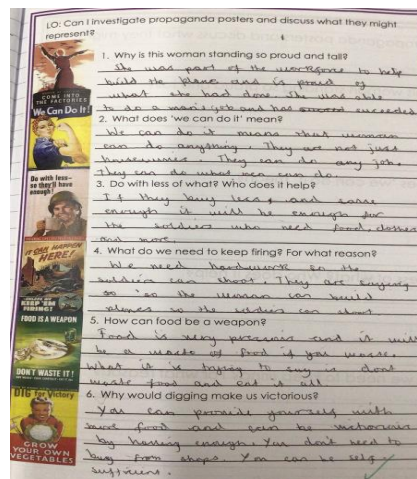 LO: Can I investigate propaganda posters and discuss what they might
represent?
1. Why is this woman standing so proud and tall?
She was part of the workforce to help
build the plane and is proud of
what she had done. She was able
to do a man's job and has succeeded
2. What does 'we can do it' mean?
We can do it means that woman
can do anything. They are not just
housewives. They can do any job.
They can do what men can do.
3. Do with less of what? Who does it help?
If they buy less and save
enough it will be enough for
the soldiers who need food, clothes
and more.
4. What do we need to keep firing? For what reason?
We need hardwork so the
soldiers can shoot. They are saying
so the woman can build
planes so the soldiers can shoot
5. How can food be a weapon?
Food is very precious and it will
be a waste of food if you waste.
What it is trying to say is dont
waste food and eat it all.
6. Why would digging make us victorious?
You can provide yourself with
more food and can be victorious
by having enough. You don't need to
buy from shops. You can be self-
sufficient.
COME INTO
THE FACTORIES
We Can Do It!
Do with less–
so they'll have
enough!
IT CAN HAPPEN
HERE!
KEEP 'EM
FIRING!
FOOD IS A WEAPON
DON'T WASTE IT!
DIG for Victory
GROW
YOUR OWN
VEGETABLES